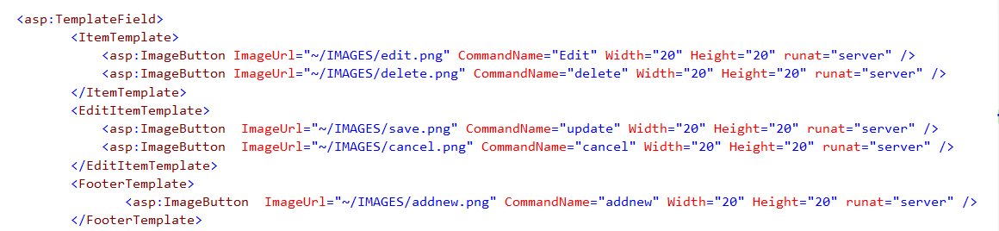 <asp:TemplateField>
<ItemTemplate>
<asp:ImageButton ImageUrl="~/IMAGES/edit.png" CommandName="Edit" Width="20" Height="20" runat="server" />
<asp:ImageButton ImageUrl="~/IMAGES/delete.png" CommandName="delete" Width="20" Height="20" runat="server" />
</ItemTemplate>
<EditItemTemplate>
<asp:ImageButton  ImageUrl="~/IMAGES/save.png" CommandName="update" Width="20" Height="20" runat="server" />
<asp:ImageButton  ImageUrl="~/IMAGES/cancel.png" CommandName="cancel" Width="20" Height="20" runat="server" />
</EditItemTemplate>
<FooterTemplate>
<asp:ImageButton  ImageUrl="~/IMAGES/addnew.png" CommandName="addnew" Width="20" Height="20" runat="server" />
</FooterTemplate>